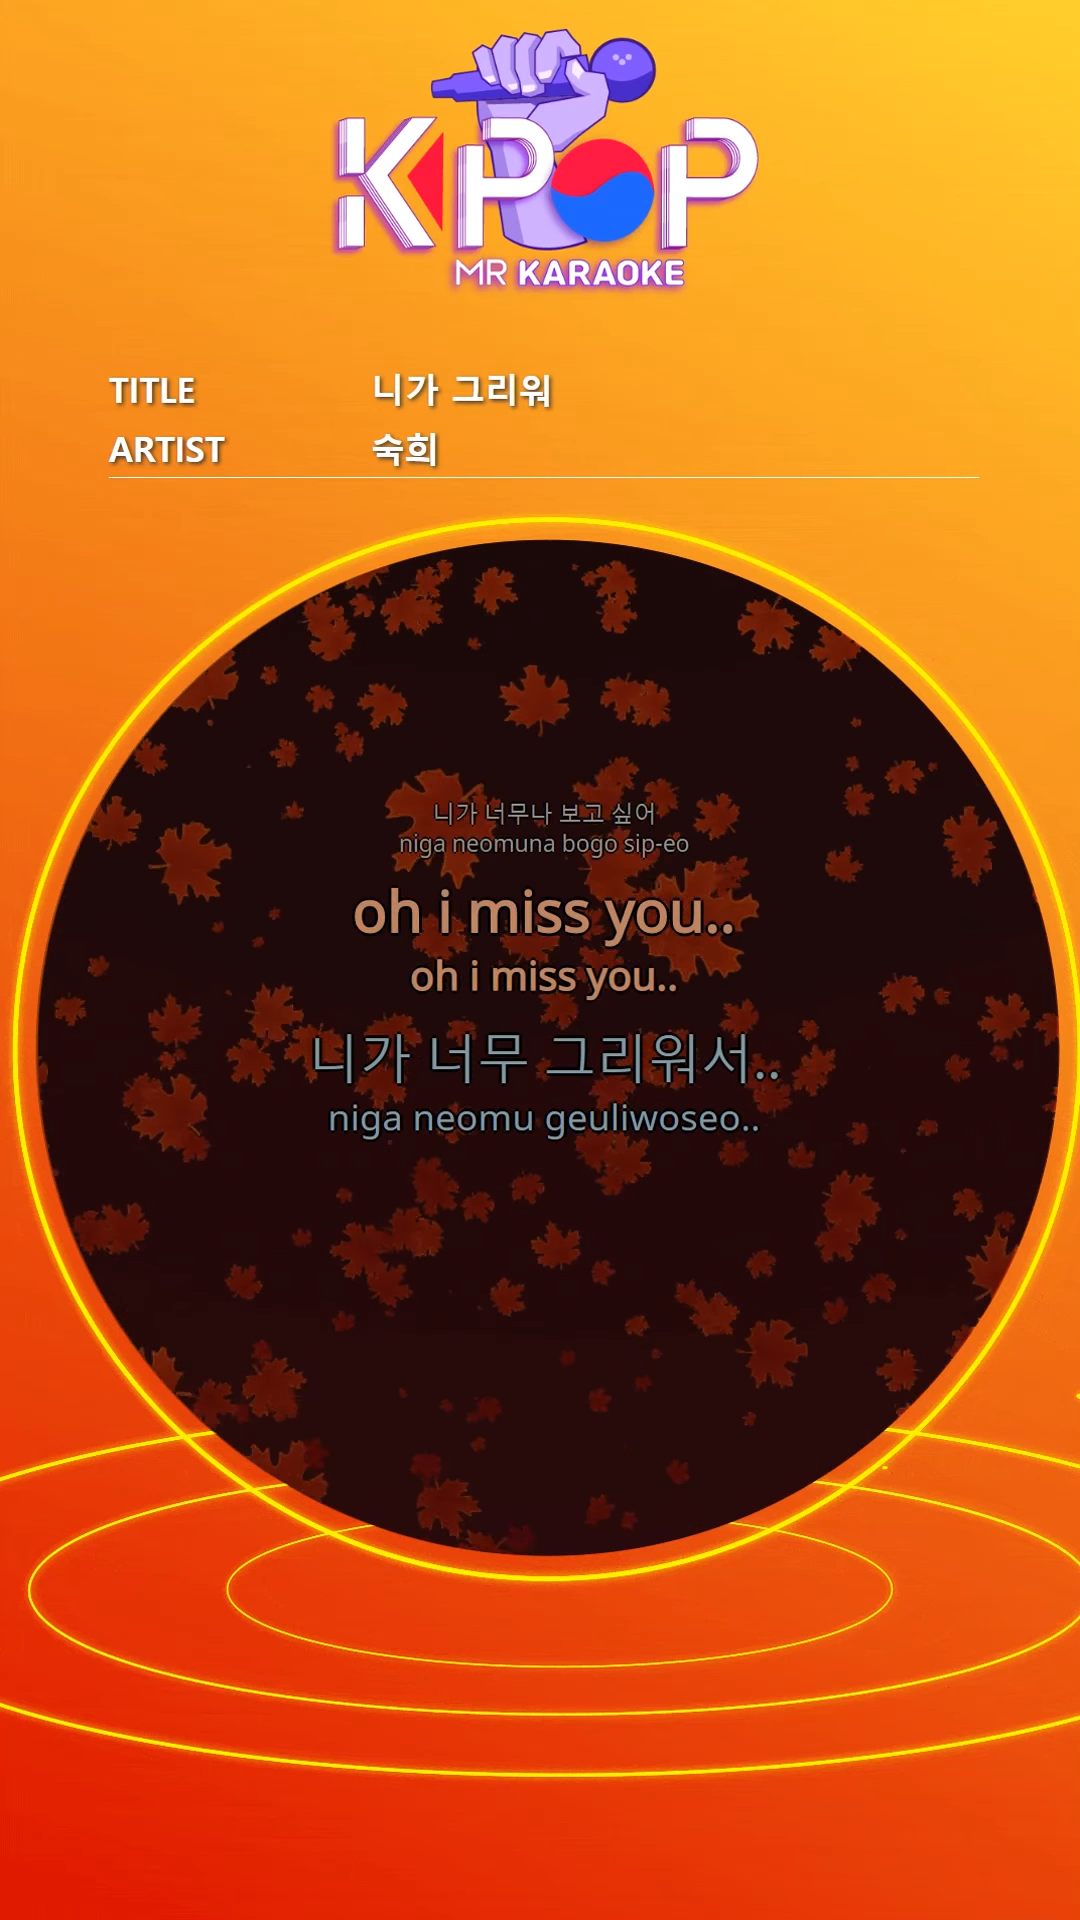 KPOP
MR KARAOKE
TITLE 니가 그리워
ARTIST 숙희
니가 너무나 보고 싶어
niga neomuna bogo sip-eo
oh i miss you..
oh i miss you..
니가 너무 그리워서..
niga neomu geuliwoseo..